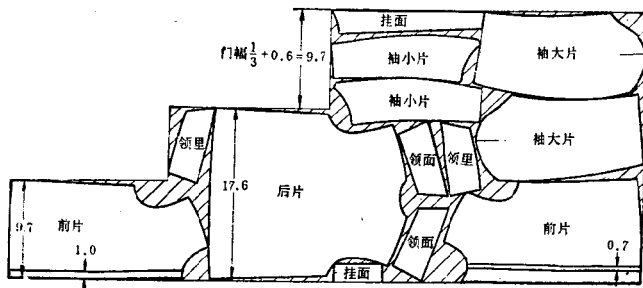 挂面
门幅1/3+0.6=9.7
袖小片
袖大片
袖小片
领里
领面
领里
袖大片
17.6
后片
9.7
前片
1.0
领面
前片
0.7
挂面